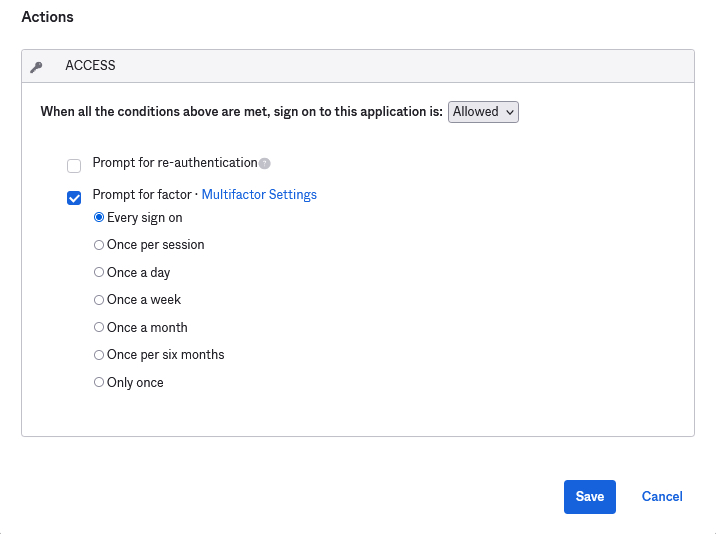 Actions
ACCESS
When all the conditions above are met, sign on to this application is: Allowed
Prompt for re-authentication ?
Prompt for factor · Multifactor Settings
Every sign on
Once per session
Once a day
Once a week
Once a month
Once per six months
Only once
Save Cancel